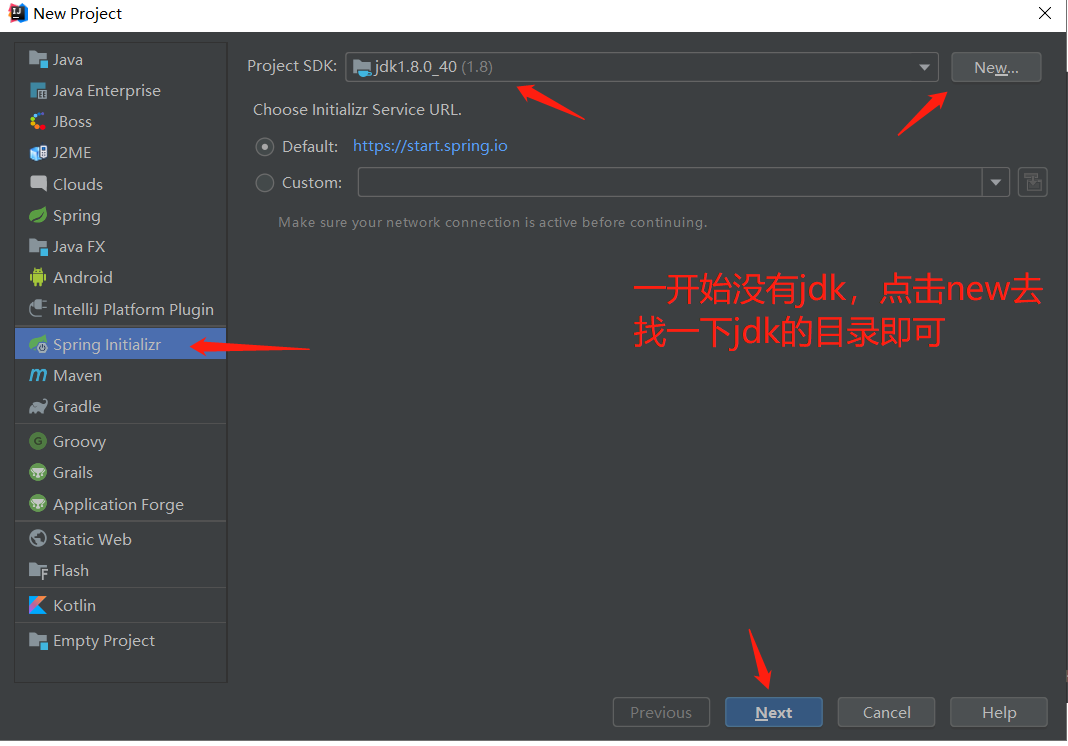 New Project
Java
Java Enterprise
JBoss
J2ME
Clouds
Spring
Java FX
Android
IntelliJ Platform Plugin
Spring Initializr
Maven
Gradle
Groovy
Grails
Application Forge
Static Web
Flash
Kotlin
Empty Project
Project SDK: jdk1.8.0_40 (1.8) New...
Choose Initializr Service URL.
Default: https://start.spring.io
Custom:
Make sure your network connection is active before continuing.
一开始没有jdk，点击new去
找一下jdk的目录即可
Previous Next Cancel Help